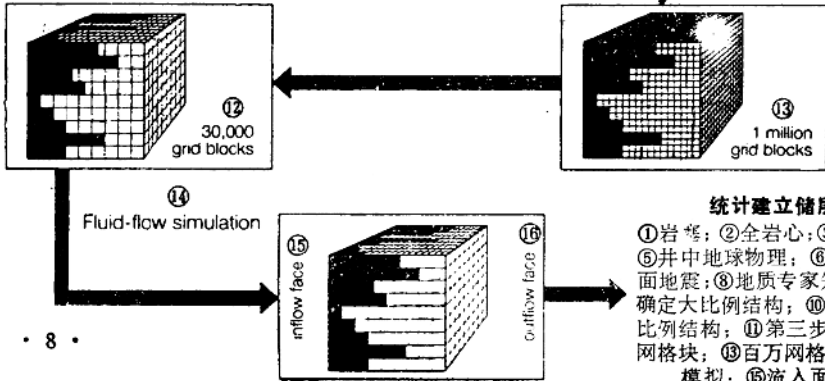 ⑫
30,000
grid blocks
⑬
1 million
grid blocks
⑭
Fluid-flow simulation
⑮
inflow face
⑯
outflow face
统计建立储层
①岩 ; ②全岩心; ③
⑤井中地球物理; ⑥
面地震; ⑧地质专家
确定大比例结构; ⑩
比例结构; ⑪第三步
网格块; ⑬百万网格
模拟; ⑮流入面
· 8 ·